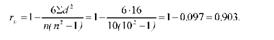 r_s = 1 − 6Σd² / n(n² − 1) = 1 − 6·16 / 10(10² − 1) = 1 − 0.097 = 0.903.